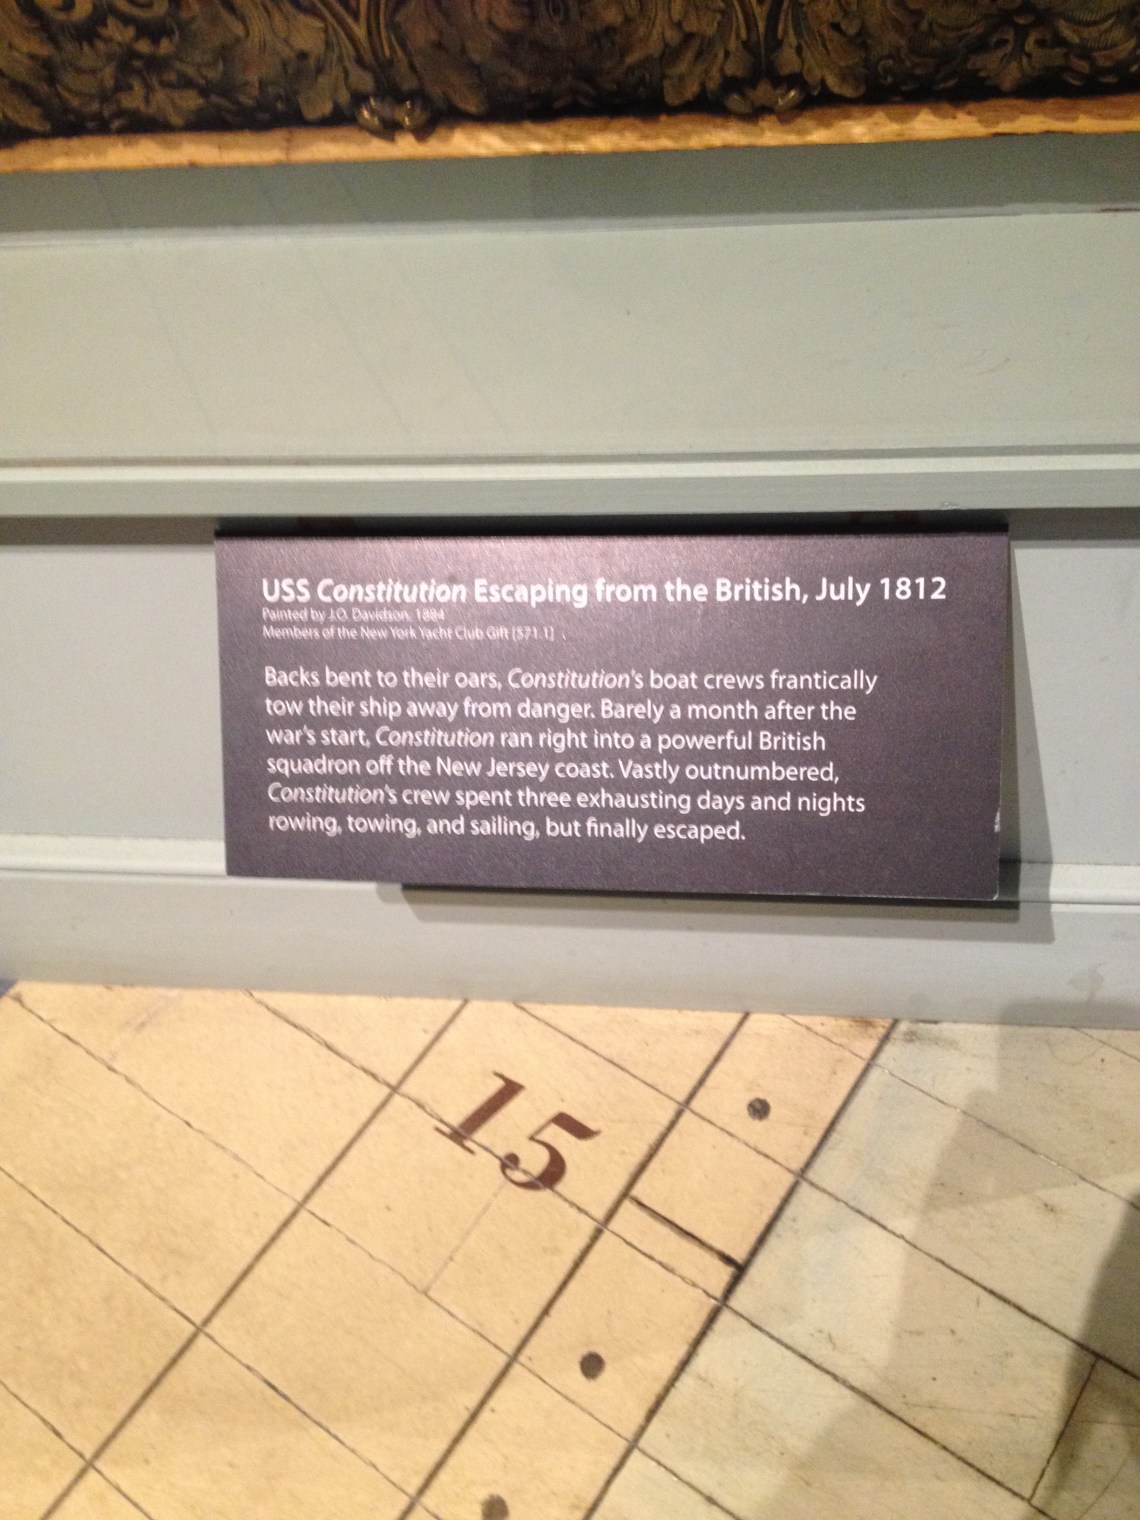 USS Constitution Escaping from the British, July 1812
Painted by J.O. Davidson, 1884
Members of the New York Yacht Club Gift [571.1]
Backs bent to their oars, Constitution's boat crews frantically
tow their ship away from danger. Barely a month after the
war's start, Constitution ran right into a powerful British
squadron off the New Jersey coast. Vastly outnumbered,
Constitution's crew spent three exhausting days and nights
rowing, towing, and sailing, but finally escaped.
15